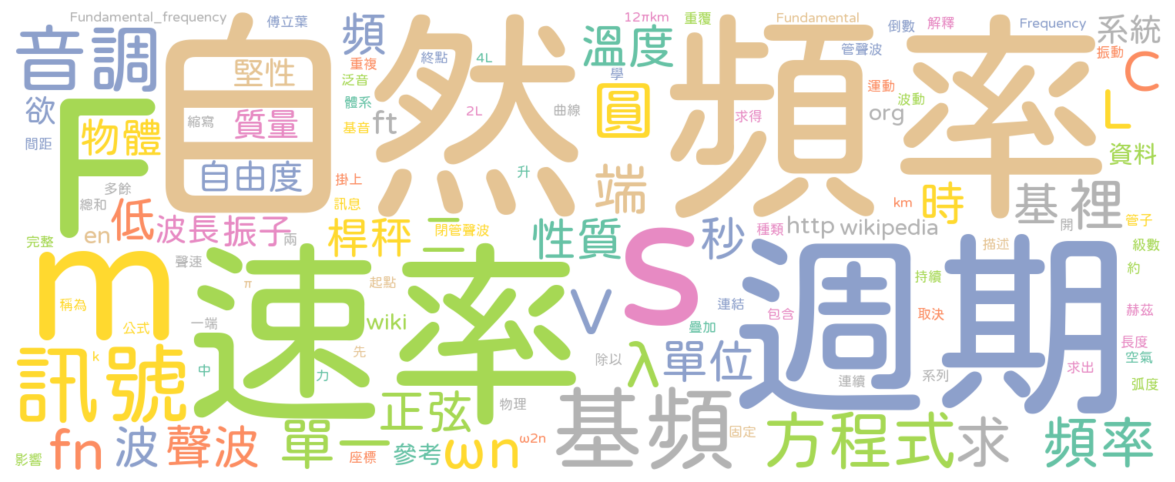 Fundamental_frequency
傅立葉
頻
12πkm
重覆
Fundamental
倒數
解釋
Frequency
系統
音調
自然頻率
堅性
重複
終點
4L
溫度
管聲波
振動
C
泛音
學
欲
F
物體
縮寫
質量
體系
ft
2L
曲線
圓
求得
運動
波動
org
L
間距
基音
資料
自由度
多餘
總和
掛上
訊息
升
端
km
時
基
裡
en
低
波長
振子
兩
桿秤
二
閉管聲波
性質
S
秒
種類
http
wikipedia
開
管子
完整
m
聲速
速率
π
起點
週期
描述
級數
約
持續
稱為
公式
一端
wiki
V
連結
疊加
包含
取決
赫茲
訊號
k
中
力
先
除以
λ
單位
連續
系列
長度
空氣
求出
弧度
物理
正弦
基頻
固定
方程式
求
頻率
影響
fn
波
聲波
單一
座標
參考
ωn
ω2n